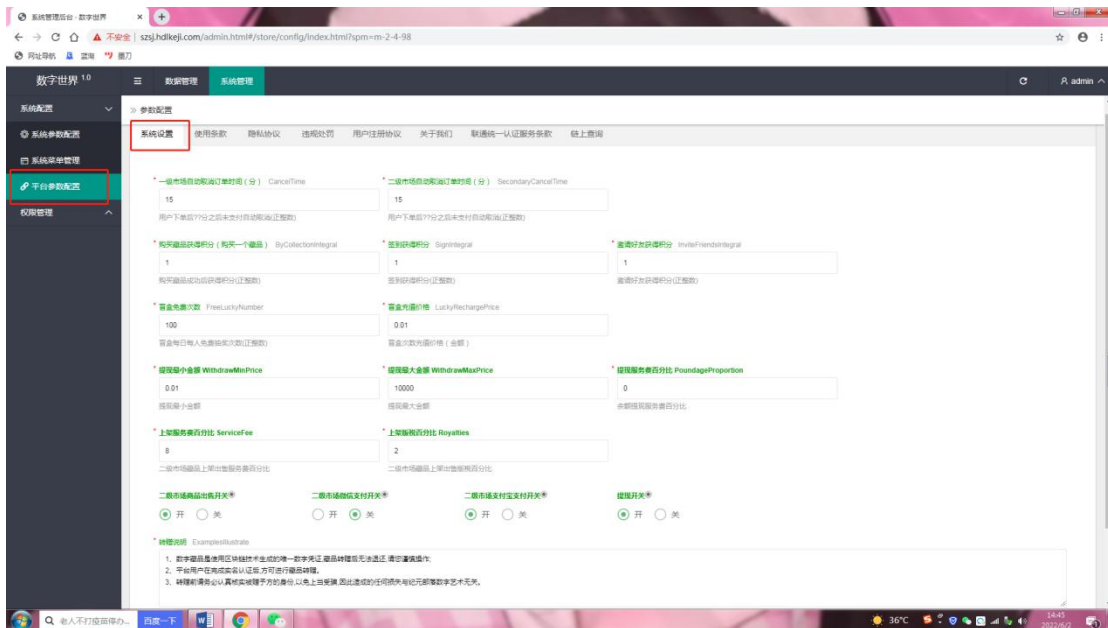 系统管理后台 · 数字世界
不安全 | szsj.hdlkeji.com/admin.html#/store/config/index.html?spm=m-2-4-98
网址导航
数字世界 1.0 数据管理 系统管理 admin
系统配置
参数配置
系统参数配置
系统菜单管理
平台参数配置
权限管理
系统设置 使用条款 隐私协议 违规处罚 用户注册协议 关于我们 联通统一认证服务条款 链上查询
* 一级市场自动取消订单时间(分) CancelTime * 二级市场自动取消订单时间(分) SecondaryCancelTime
15 15
用户下单后??分之后未支付自动取消(正整数) 用户下单后??分之后未支付自动取消(正整数)
* 购买藏品获得积分(购买一个藏品) ByCollectionIntegral * 签到获得积分 SignIntegral * 邀请好友获得积分 InviteFriendsIntegral
1 1 1
购买藏品成功后获得积分(正整数) 签到获得积分(正整数) 邀请好友获得积分(正整数)
* 盲盒免费次数 FreeLuckyNumber * 盲盒充值价格 LuckyRechargePrice
100 0.01
盲盒每日每人免费抽奖次数(正整数) 盲盒次数充值价格(金额)
* 提现最小金额 WithdrawMinPrice * 提现最大金额 WithdrawMaxPrice * 提现服务费百分比 PoundageProportion
0.01 10000 0
提现最小金额 提现最大金额 余额提现服务费百分比
* 上架服务费百分比 ServiceFee * 上架版税百分比 Royalties
8 2
二级市场藏品上架出售服务费百分比 二级市场藏品上架出售版税百分比
二级市场商品出售开关 二级市场微信支付开关 二级市场支付宝支付开关 提现开关
开 关 开 关 开 关 开 关
* 转赠说明 ExamplesIllustrate
1、数字藏品是使用区块链技术生成的唯一数字凭证,藏品转赠后无法退还,请您谨慎操作;
2、平台用户在完成实名认证后,方可进行藏品转赠。
3、转赠前请务必认真核实被赠予方的身份,以免上当受骗,因此造成的任何损失与纪元部落数字艺术无关。
老人不打疫苗停办... 百度一下 36°C 14:45
2022/6/2